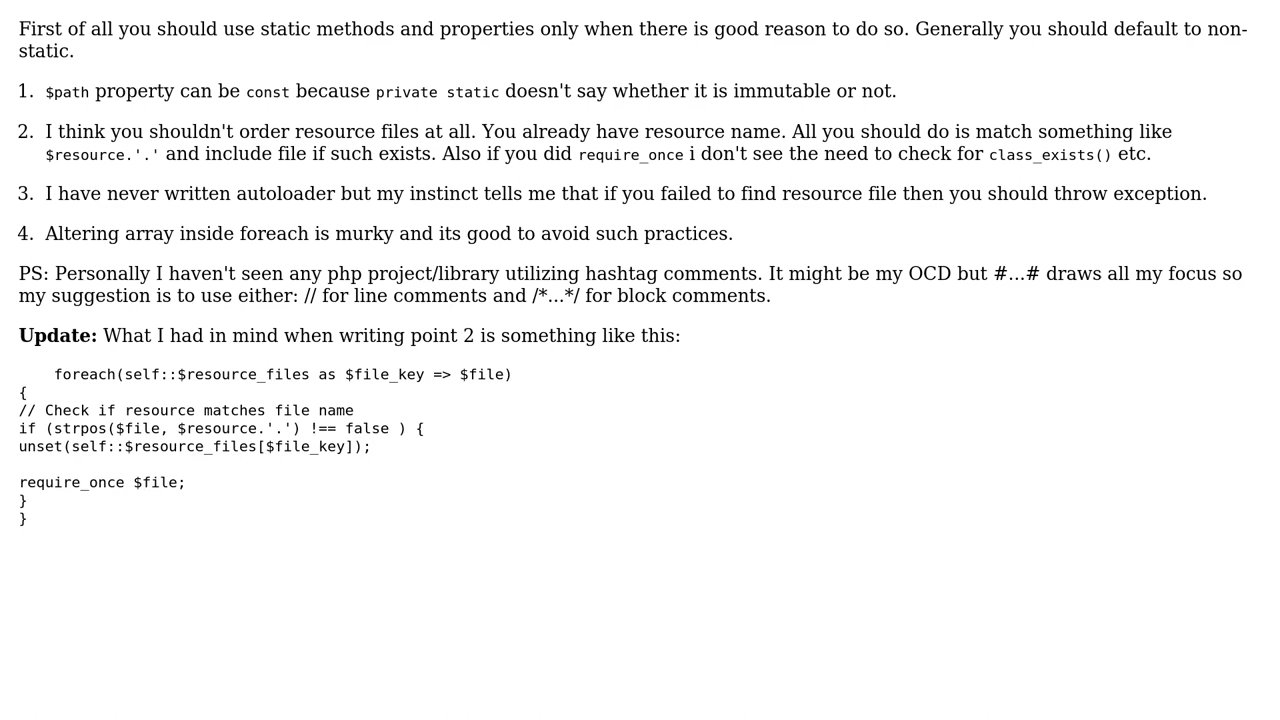 First of all you should use static methods and properties only when there is good reason to do so. Generally you should default to non-
static.
1. $path property can be const because private static doesn't say whether it is immutable or not.
2. I think you shouldn't order resource files at all. You already have resource name. All you should do is match something like
$resource.'.' and include file if such exists. Also if you did require_once i don't see the need to check for class_exists() etc.
3. I have never written autoloader but my instinct tells me that if you failed to find resource file then you should throw exception.
4. Altering array inside foreach is murky and its good to avoid such practices.
PS: Personally I haven't seen any php project/library utilizing hashtag comments. It might be my OCD but #...# draws all my focus so
my suggestion is to use either: // for line comments and /*...*/ for block comments.
Update: What I had in mind when writing point 2 is something like this:
    foreach(self::$resource_files as $file_key => $file)
{
// Check if resource matches file name
if (strpos($file, $resource.'.') !== false ) {
unset(self::$resource_files[$file_key]);

require_once $file;
}
}